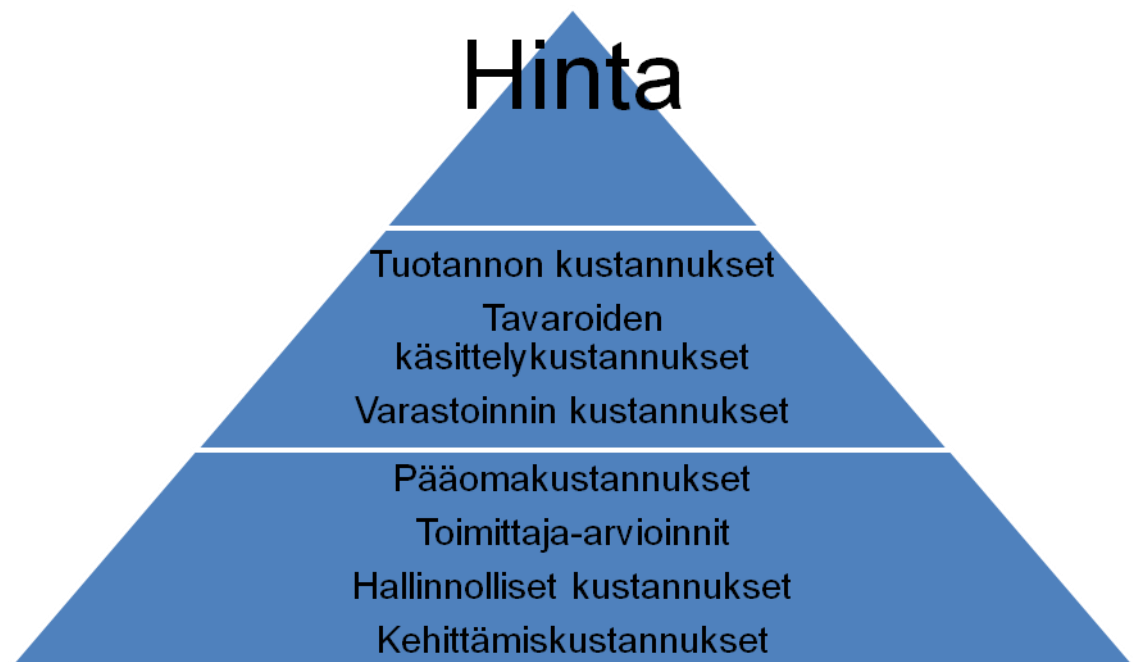 Hinta
Tuotannon kustannukset
Tavaroiden
käsittelykustannukset
Varastoinnin kustannukset
Pääomakustannukset
Toimittaja-arvioinnit
Hallinnolliset kustannukset
Kehittämiskustannukset